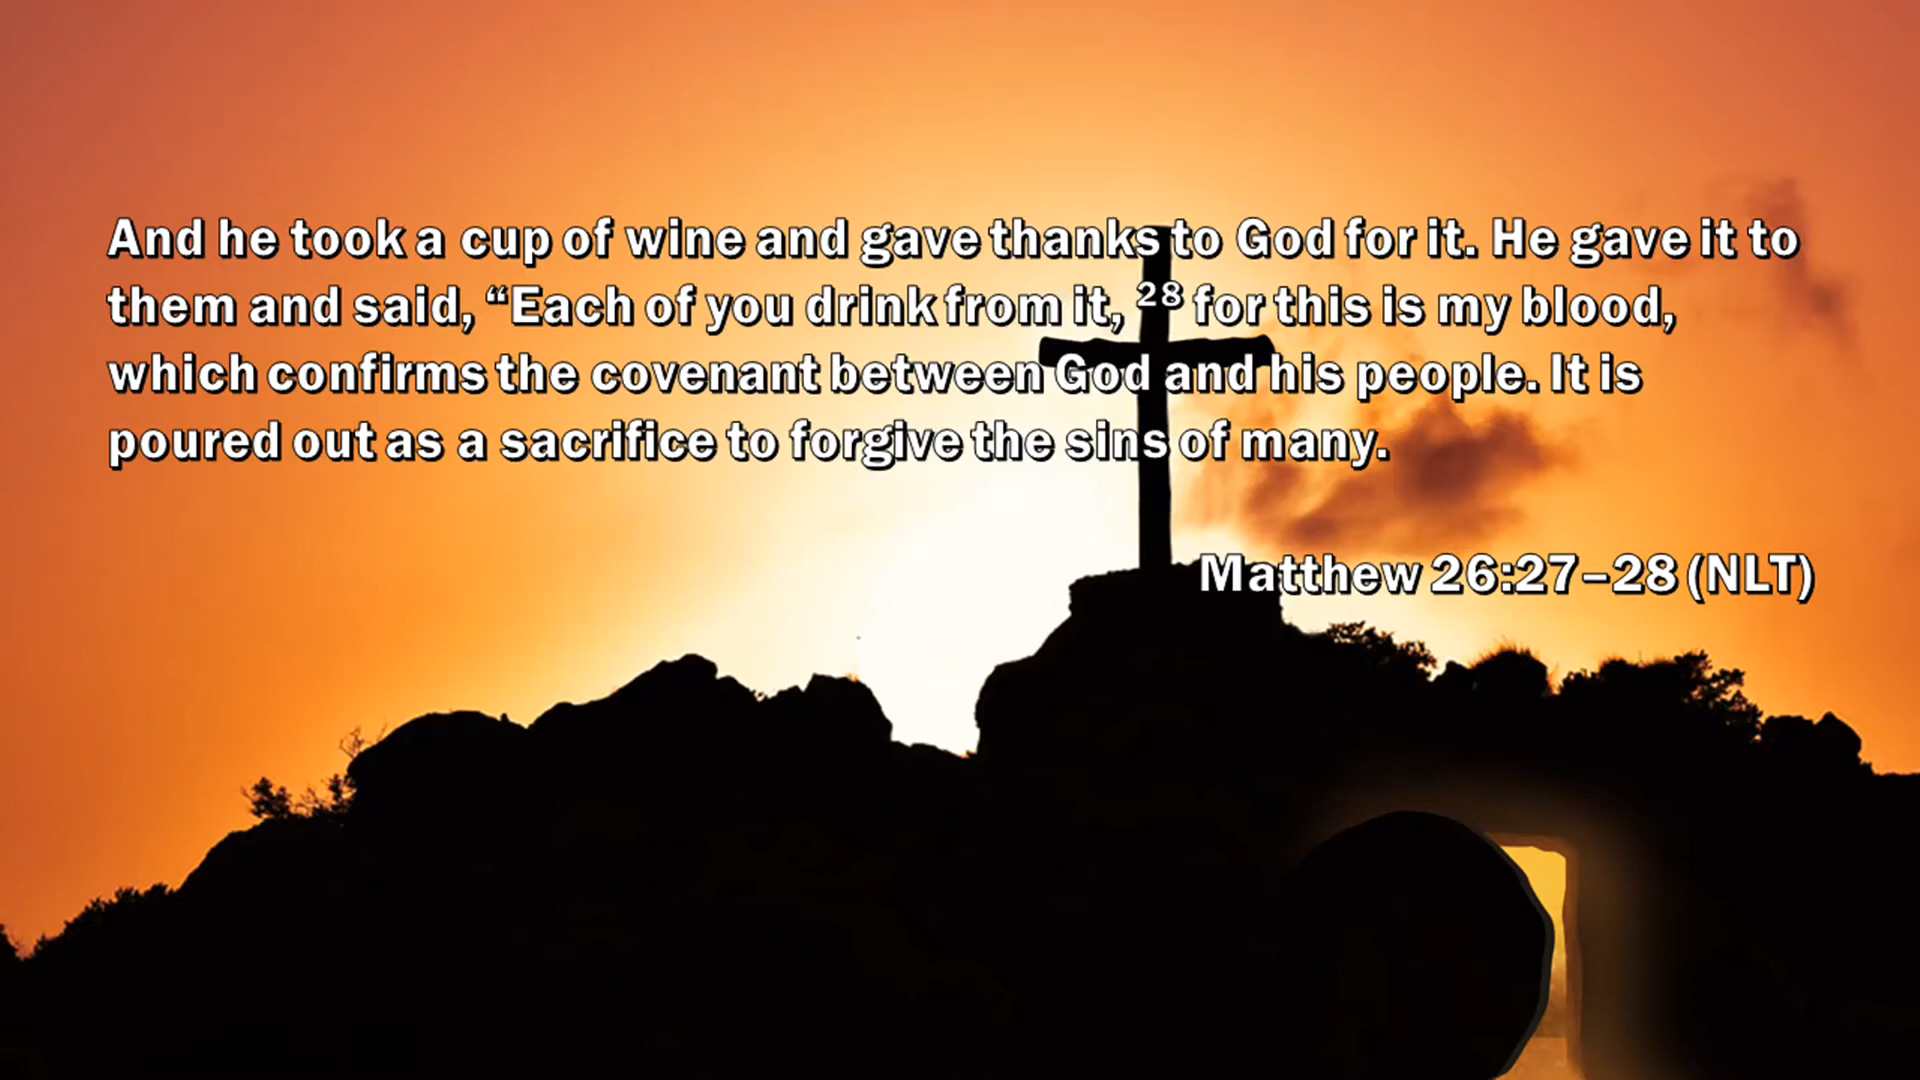 And he took a cup of wine and gave thanks to God for it. He gave it to
them and said, “Each of you drink from it, ²⁸ for this is my blood,
which confirms the covenant between God and his people. It is
poured out as a sacrifice to forgive the sins of many.
Matthew 26:27–28 (NLT)